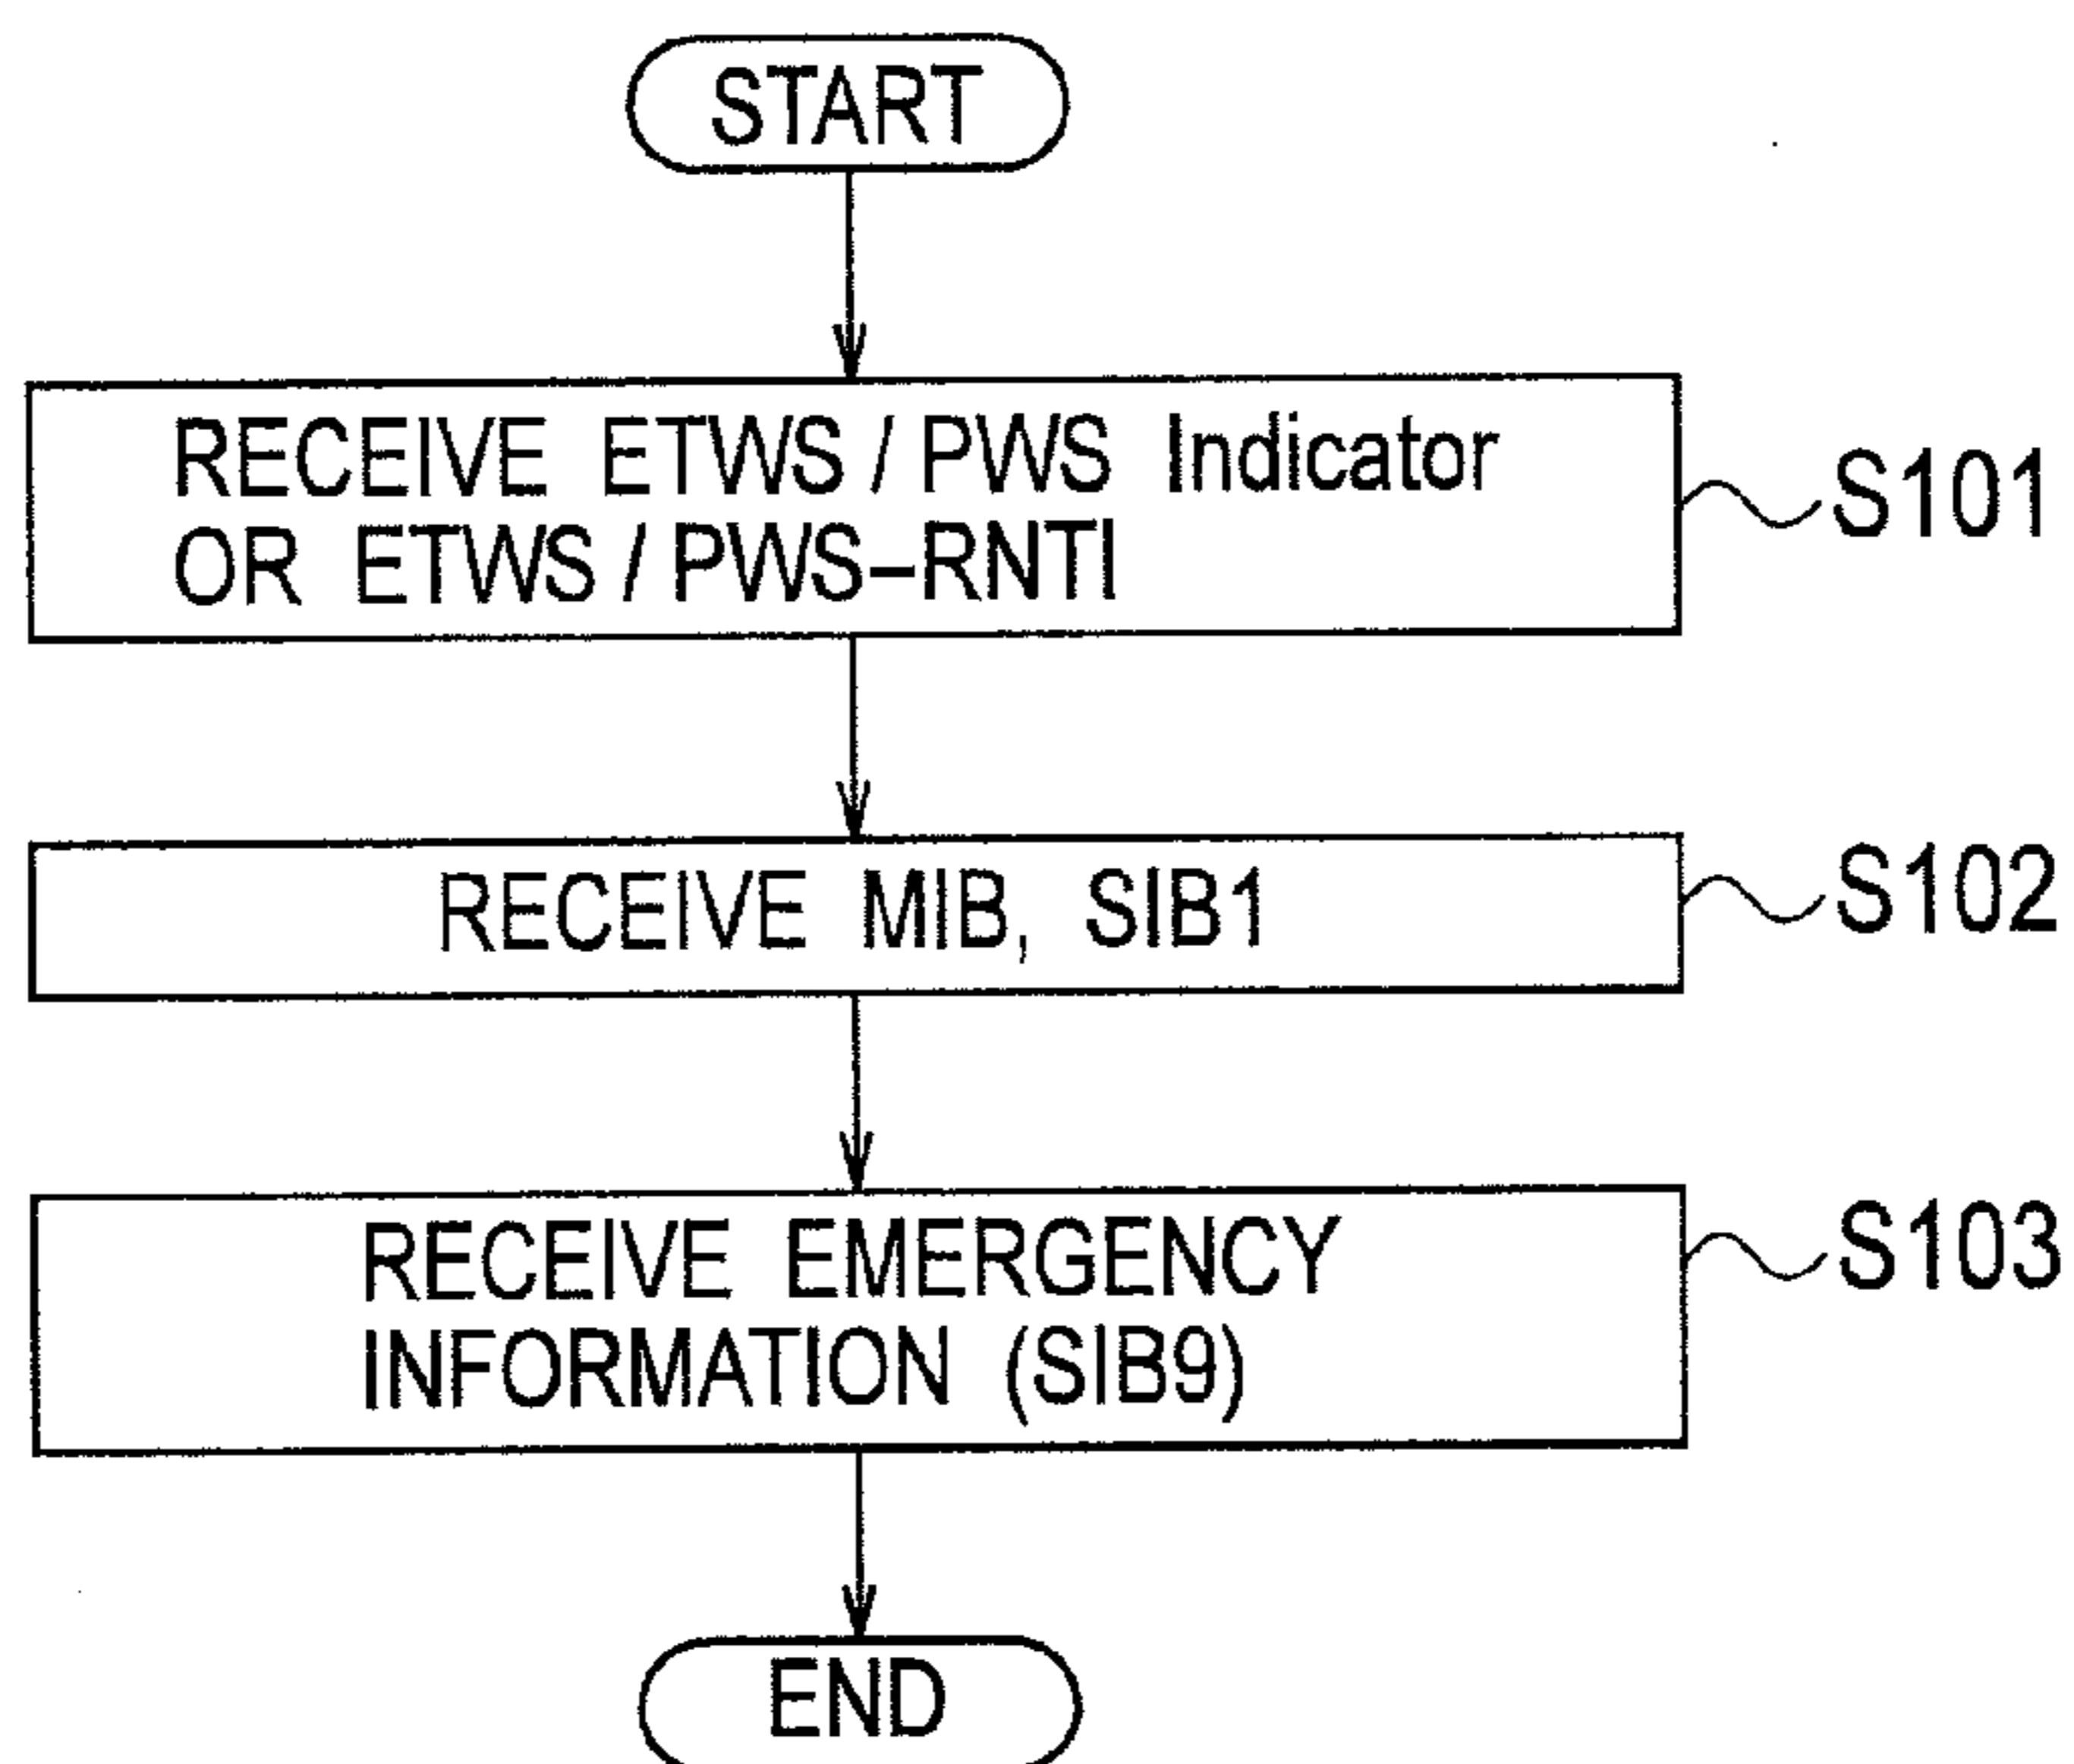 START
RECEIVE ETWS / PWS Indicator
OR ETWS / PWS-RNTI
S101
RECEIVE MIB, SIB1
S102
RECEIVE EMERGENCY
INFORMATION (SIB9)
S103
END